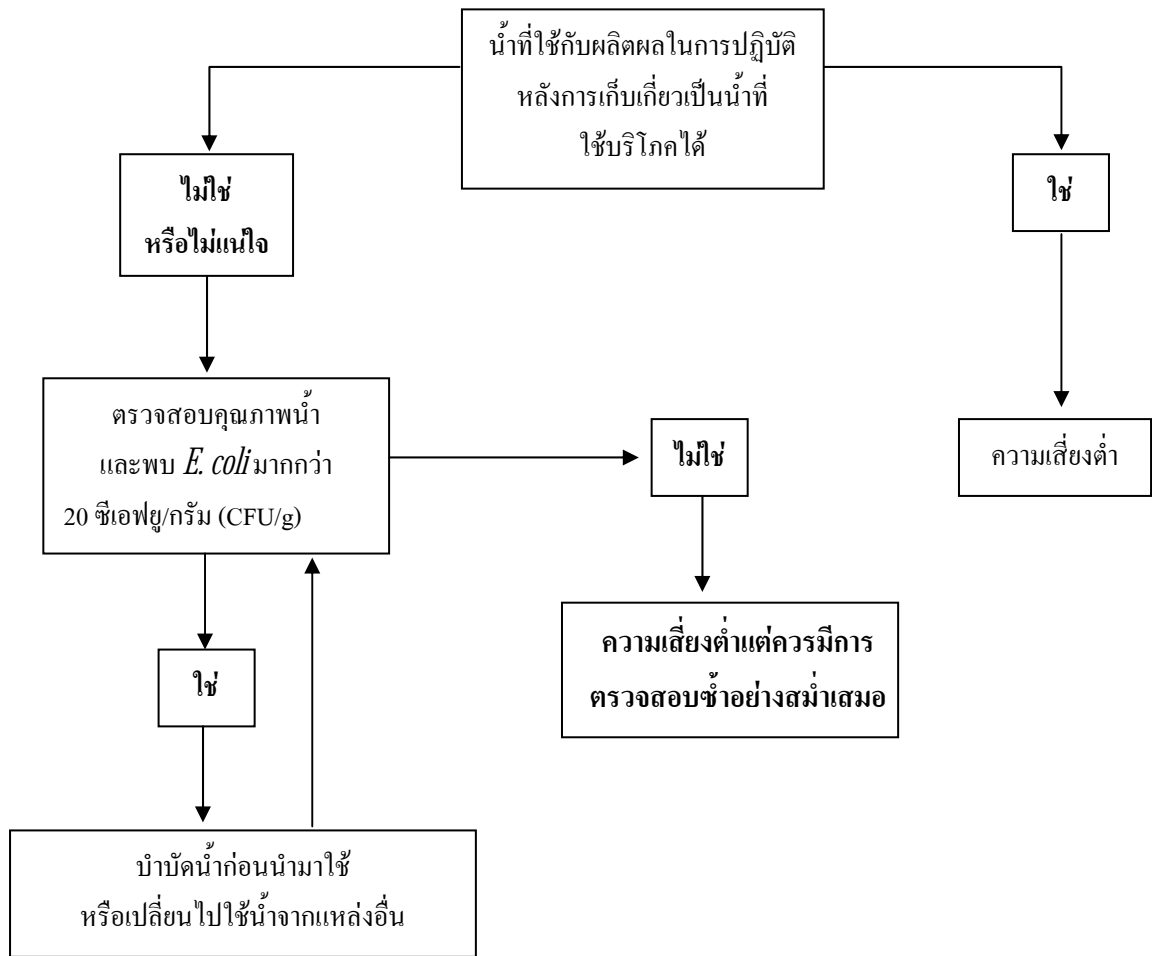 น้ำที่ใช้กับผลิตผลในการปฏิบัติ
หลังการเก็บเกี่ยวเป็นน้ำที่
ใช้บริโภคได้
ไม่ใช่
หรือไม่แน่ใจ
ใช่
ตรวจสอบคุณภาพน้ำ
และพบ E. coli มากกว่า
20 ซีเอฟยู/กรัม (CFU/g)
ไม่ใช่
ความเสี่ยงต่ำ
ความเสี่ยงต่ำแต่ควรมีการ
ตรวจสอบซ้ำอย่างสม่ำเสมอ
ใช่
บำบัดน้ำก่อนนำมาใช้
หรือเปลี่ยนไปใช้น้ำจากแหล่งอื่น